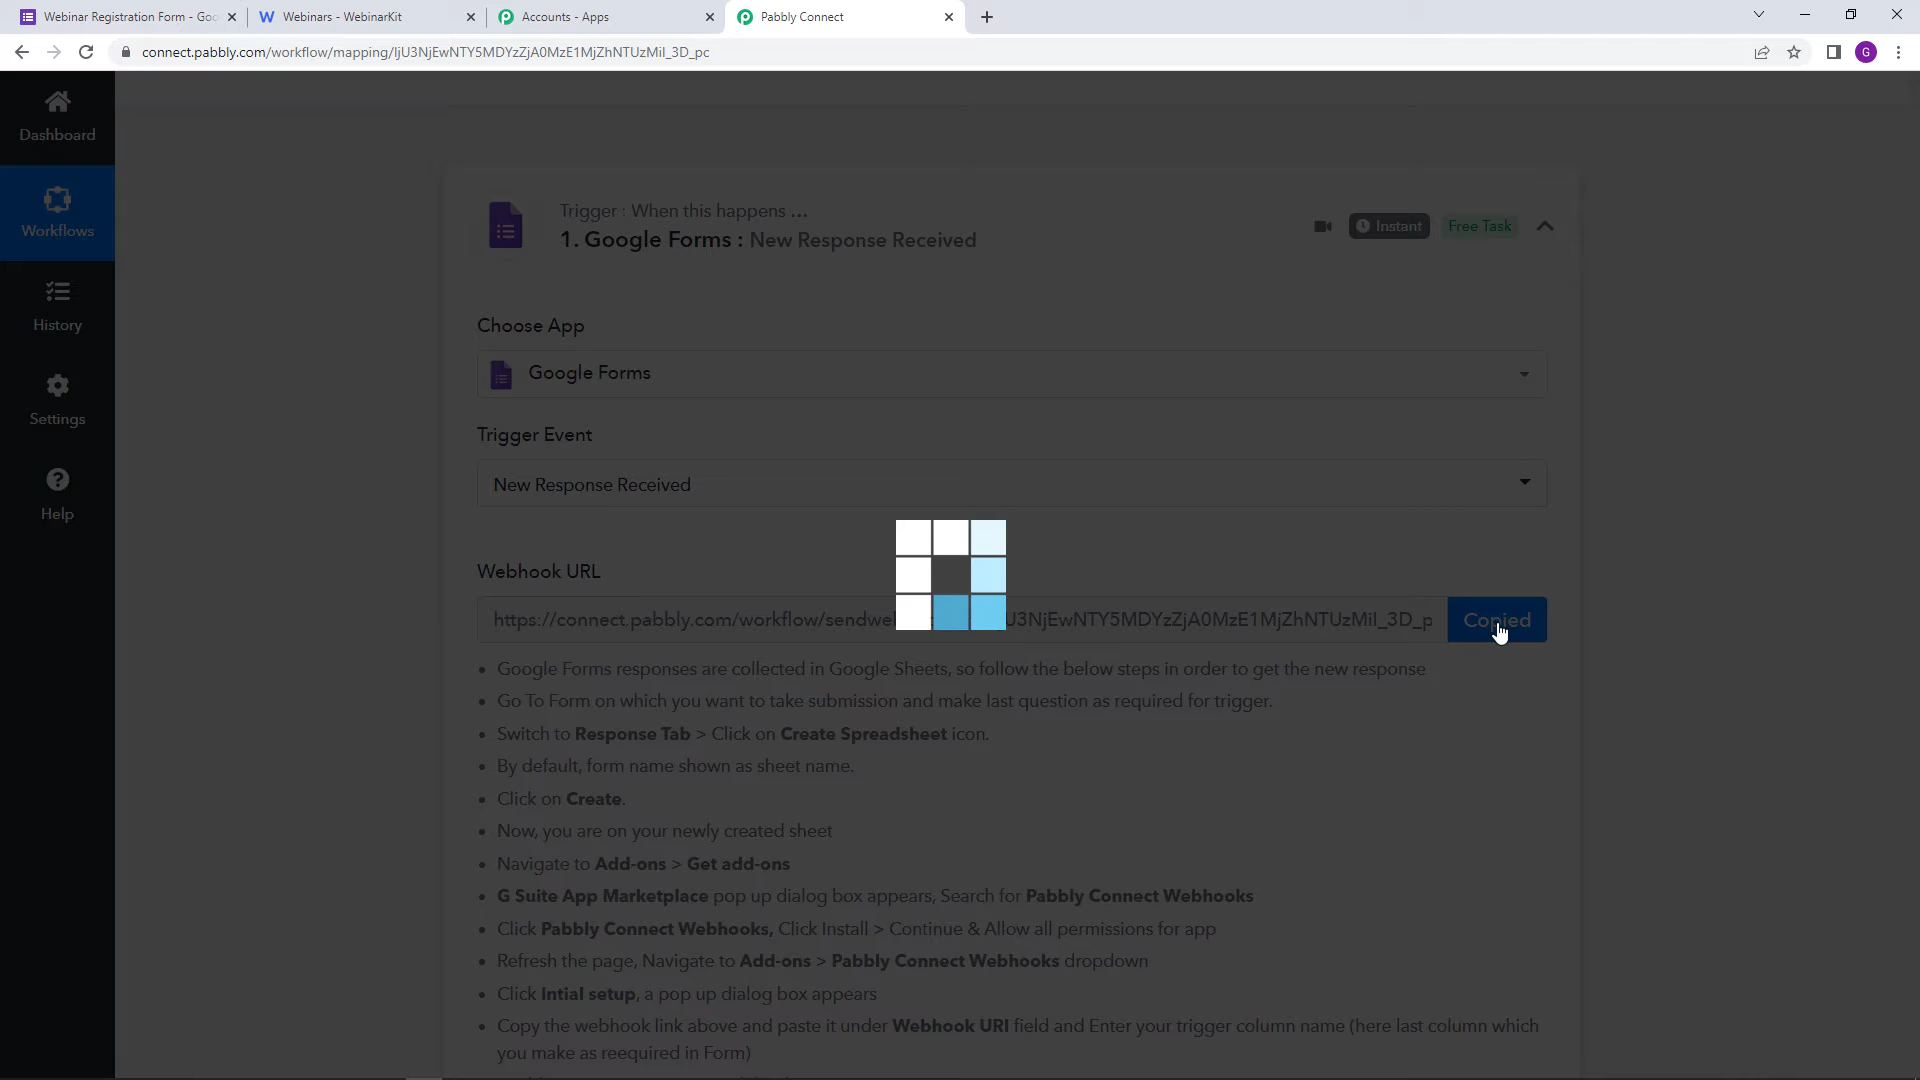 Webinar Registration Form - Goo
Webinars - WebinarKit
Accounts - Apps
Pabbly Connect
connect.pabbly.com/workflow/mapping/IjU3NjEwNTY5MDYzZjA0MzE1MjZhNTUzMiI_3D_pc
G
Dashboard
Workflows
History
Settings
Help
Trigger : When this happens ...
1. Google Forms : New Response Received
Instant
Free Task
Choose App
Google Forms
Trigger Event
New Response Received
Webhook URL
https://connect.pabbly.com/workflow/sendwe U3NjEwNTY5MDYzZjA0MzE1MjZhNTUzMiI_3D_p
Copied
Google Forms responses are collected in Google Sheets, so follow the below steps in order to get the new response
Go To Form on which you want to take submission and make last question as required for trigger.
Switch to Response Tab > Click on Create Spreadsheet icon.
By default, form name shown as sheet name.
Click on Create.
Now, you are on your newly created sheet
Navigate to Add-ons > Get add-ons
G Suite App Marketplace pop up dialog box appears, Search for Pabbly Connect Webhooks
Click Pabbly Connect Webhooks, Click Install > Continue & Allow all permissions for app
Refresh the page, Navigate to Add-ons > Pabbly Connect Webhooks dropdown
Click Intial setup, a pop up dialog box appears
Copy the webhook link above and paste it under Webhook URI field and Enter your trigger column name (here last column which
you make as reequired in Form)